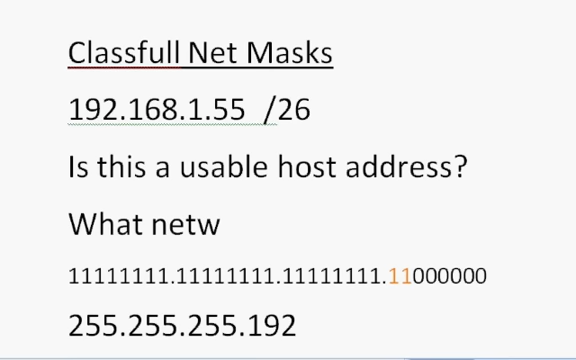 Classfull Net Masks
192.168.1.55 /26
Is this a usable host address?
What netw
11111111.11111111.11111111.11000000
255.255.255.192